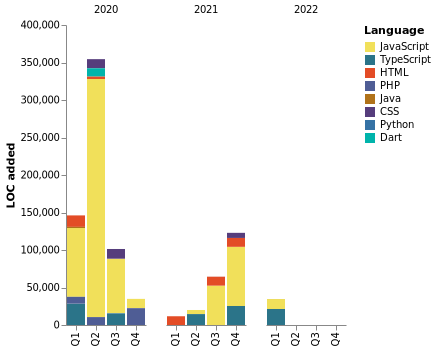 2020 2021 2022
400,000
350,000
300,000
250,000
200,000
150,000
100,000
50,000
0
LOC added
Q1 Q2 Q3 Q4 Q1 Q2 Q3 Q4 Q1 Q2 Q3 Q4
Language
JavaScript
TypeScript
HTML
PHP
Java
CSS
Python
Dart